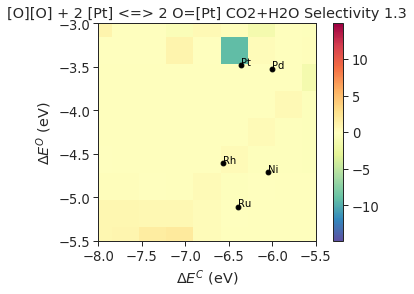 [O][O] + 2 [Pt] <=> 2 O=[Pt] CO2+H2O Selectivity 1.3
−3.0
−3.5
−4.0
−4.5
−5.0
−5.5
ΔE^O (eV)
Pt
Pd
Rh
Ni
Ru
−8.0 −7.5 −7.0 −6.5 −6.0 −5.5
ΔE^C (eV)
10
5
0
−5
−10